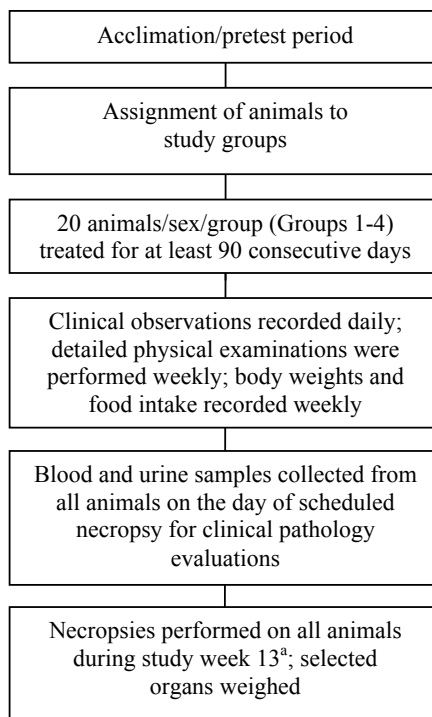 Acclimation/pretest period
Assignment of animals to
study groups
20 animals/sex/group (Groups 1-4)
treated for at least 90 consecutive days
Clinical observations recorded daily;
detailed physical examinations were
performed weekly; body weights and
food intake recorded weekly
Blood and urine samples collected from
all animals on the day of scheduled
necropsy for clinical pathology
evaluations
Necropsies performed on all animals
during study week 13ᵃ; selected
organs weighed